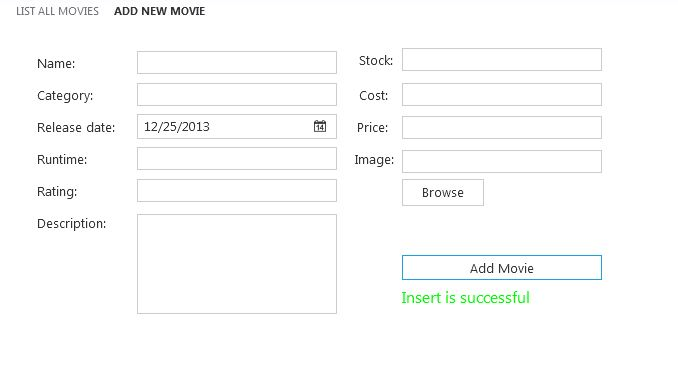 LIST ALL MOVIES ADD NEW MOVIE
Name:
Category:
Release date: 12/25/2013 14
Runtime:
Rating:
Description:
Stock:
Cost:
Price:
Image:
Browse
Add Movie
Insert is successful